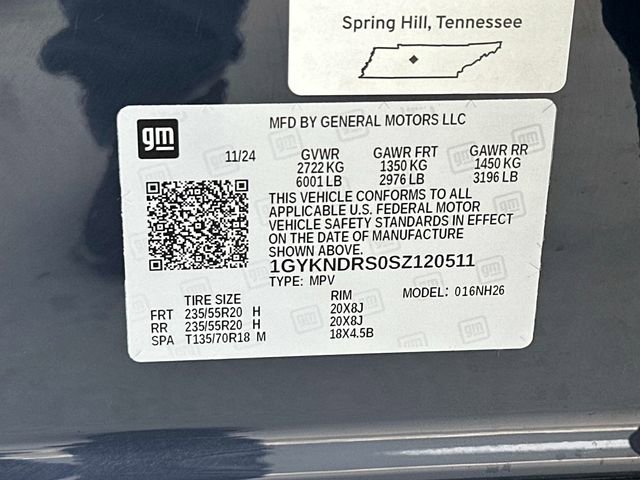 Spring Hill, Tennessee
gm
MFD BY GENERAL MOTORS LLC
11/24 GVWR GAWR FRT GAWR RR
2722 KG 1350 KG 1450 KG
6001 LB 2976 LB 3196 LB
THIS VEHICLE CONFORMS TO ALL
APPLICABLE U.S. FEDERAL MOTOR
VEHICLE SAFETY STANDARDS IN EFFECT
ON THE DATE OF MANUFACTURE
SHOWN ABOVE.
1GYKNDRS0SZ120511
TYPE: MPV MODEL: 016NH26
TIRE SIZE RIM
FRT 235/55R20 H 20X8J
RR 235/55R20 H 20X8J
SPA T135/70R18 M 18X4.5B